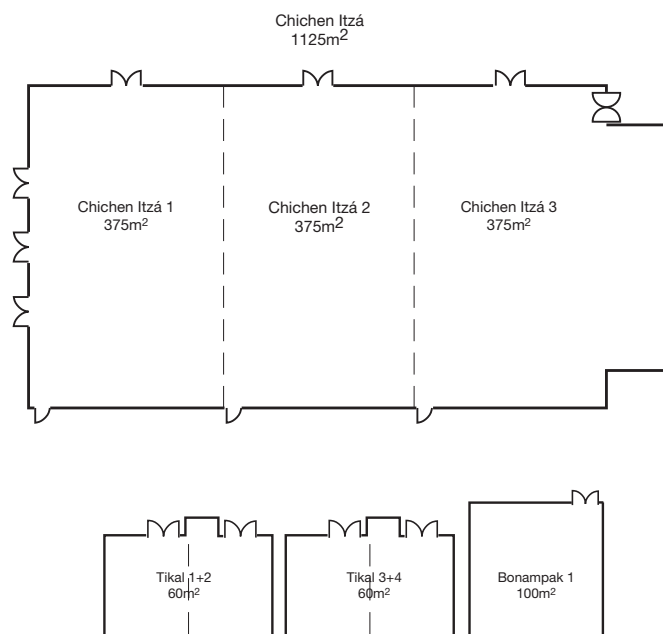 Chichen Itzá
1125m²
Chichen Itzá 1
375m²
Chichen Itzá 2
375m²
Chichen Itzá 3
375m²
Tikal 1+2
60m²
Tikal 3+4
60m²
Bonampak 1
100m²